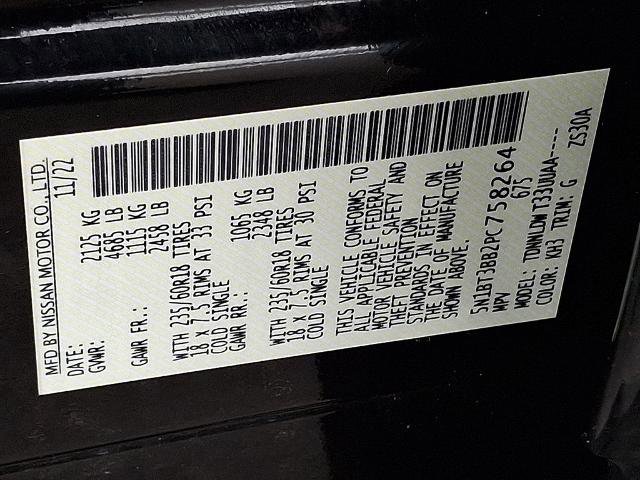 MFD BY NISSAN MOTOR CO., LTD.
DATE: 11/22
GVWR: 2125 KG
4685 LB
GAWR FR.: 1115 KG
2458 LB
WITH 235/60R18 TIRES
18 x 7.5 RIMS AT 33 PSI
COLD SINGLE
GAWR RR.: 1065 KG
2348 LB
WITH 235/60R18 TIRES
18 x 7.5 RIMS AT 30 PSI
COLD SINGLE
THIS VEHICLE CONFORMS TO
ALL APPLICABLE FEDERAL
MOTOR VEHICLE SAFETY AND
THEFT PREVENTION
STANDARDS IN EFFECT ON
THE DATE OF MANUFACTURE
SHOWN ABOVE.
5N1BT3BB2PC758264
MPV 675
MODEL: TDWNLDW T33UUAA-----
COLOR: KH3 TRIM: G ZS30A